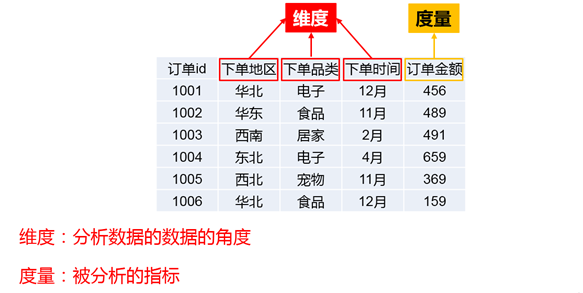 维度 度量
订单id 下单地区 下单品类 下单时间 订单金额
1001 华北 电子 12月 456
1002 华东 食品 11月 489
1003 西南 居家 2月 491
1004 东北 电子 4月 659
1005 西北 宠物 11月 369
1006 华北 食品 12月 159
维度：分析数据的数据的角度
度量：被分析的指标